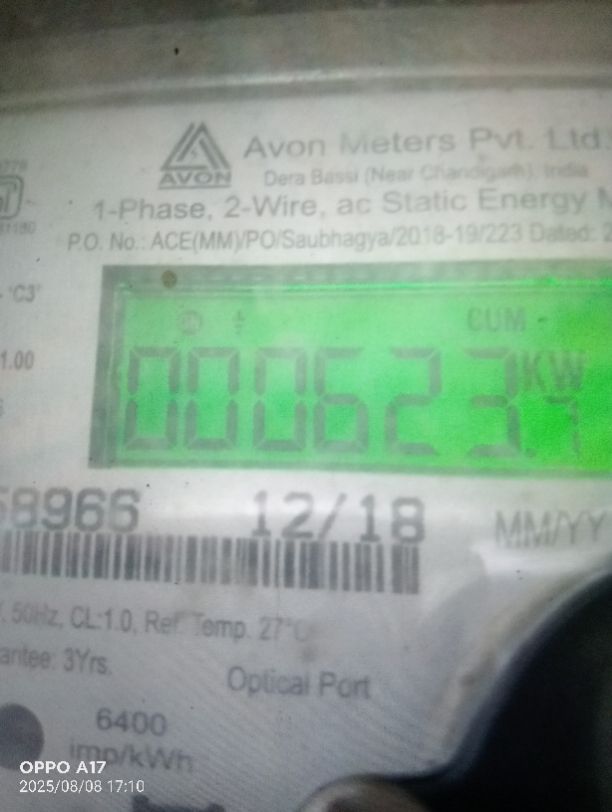 AVON
Avon Meters Pvt. Ltd.
Dera Bassi (Near Chandigarh), India
1-Phase, 2-Wire, ac Static Energy
P.O. No.: ACE(MM)/PO/Saubhagya/2018-19/223 Dated: 2
'C3'
1.00
CUM
KW
000623.7
58966 12/18 MM/YY
50Hz, CL:1.0, Ref. Temp. 27°C
antee: 3Yrs.
Optical Port
6400
imp/kWh
OPPO A17
2025/08/08 17:10